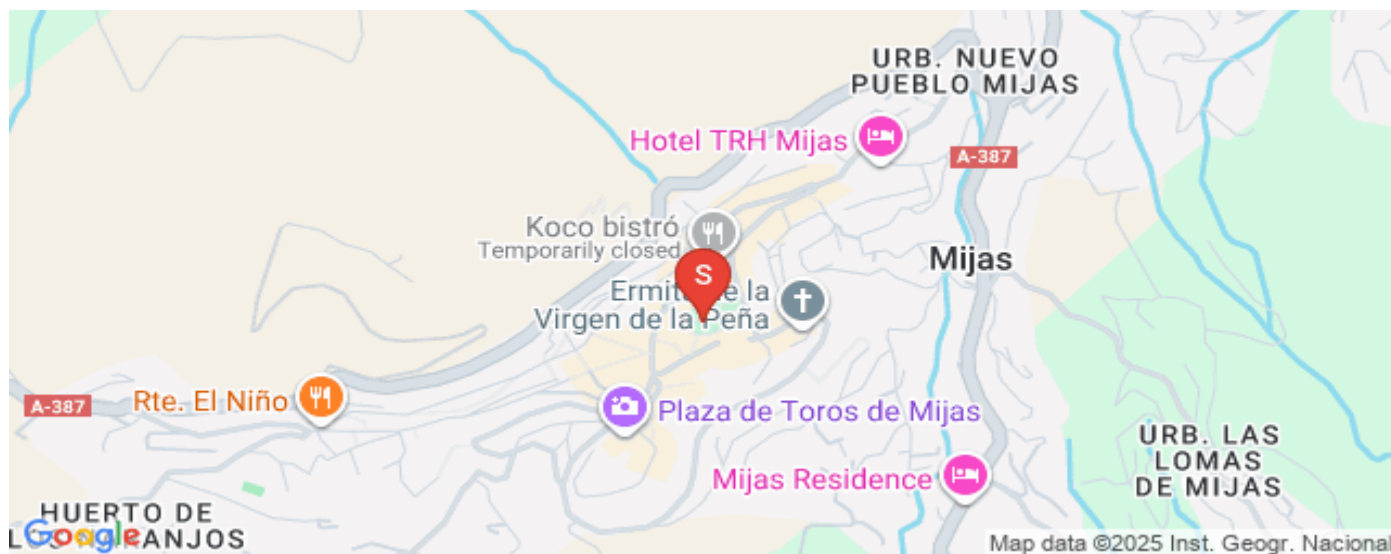 URB. NUEVO
PUEBLO MIJAS
Hotel TRH Mijas
A-387
Koco bistró
Temporarily closed
Mijas
S
de la
Virgen de la Peña
A-387
Rte. El Niño
Plaza de Toros de Mijas
URB. LAS
LOMAS
DE MIJAS
Mijas Residence
HUERTO DE
Google
Map data ©2025 Inst. Geogr. Nacional